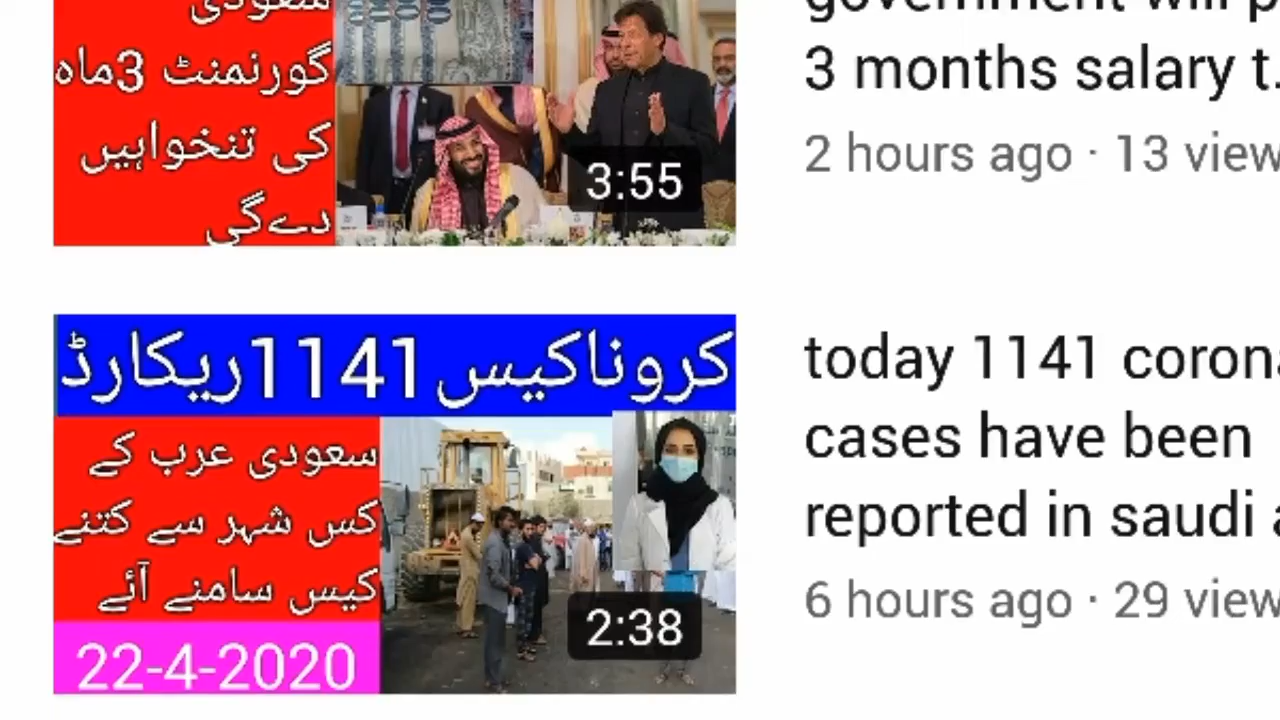 سعودی
گورنمنٹ 3ماہ
کی تنخواہیں
دےگی
3:55
government will p
3 months salary t.
2 hours ago · 13 view
کروناکیس1141ریکارڈ
سعودی عرب کے
کس شہر سے کتنے
کیس سامنے آئے
22-4-2020
2:38
today 1141 corona
cases have been
reported in saudi a
6 hours ago · 29 view